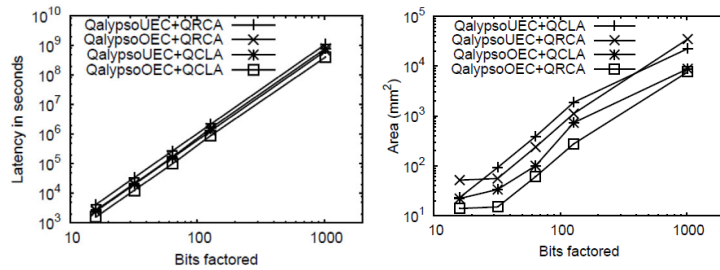 10^10
10^9
10^8
10^7
10^6
10^5
10^4
10^3
Latency in seconds
QalypsoUEC+QRCA
QalypsoOEC+QRCA
QalypsoUEC+QCLA
QalypsoOEC+QCLA
10 100 1000
Bits factored
10^5
10^4
10^3
10^2
10^1
Area (mm^2)
QalypsoUEC+QCLA
QalypsoUEC+QRCA
QalypsoOEC+QCLA
QalypsoOEC+QRCA
10 100 1000
Bits factored